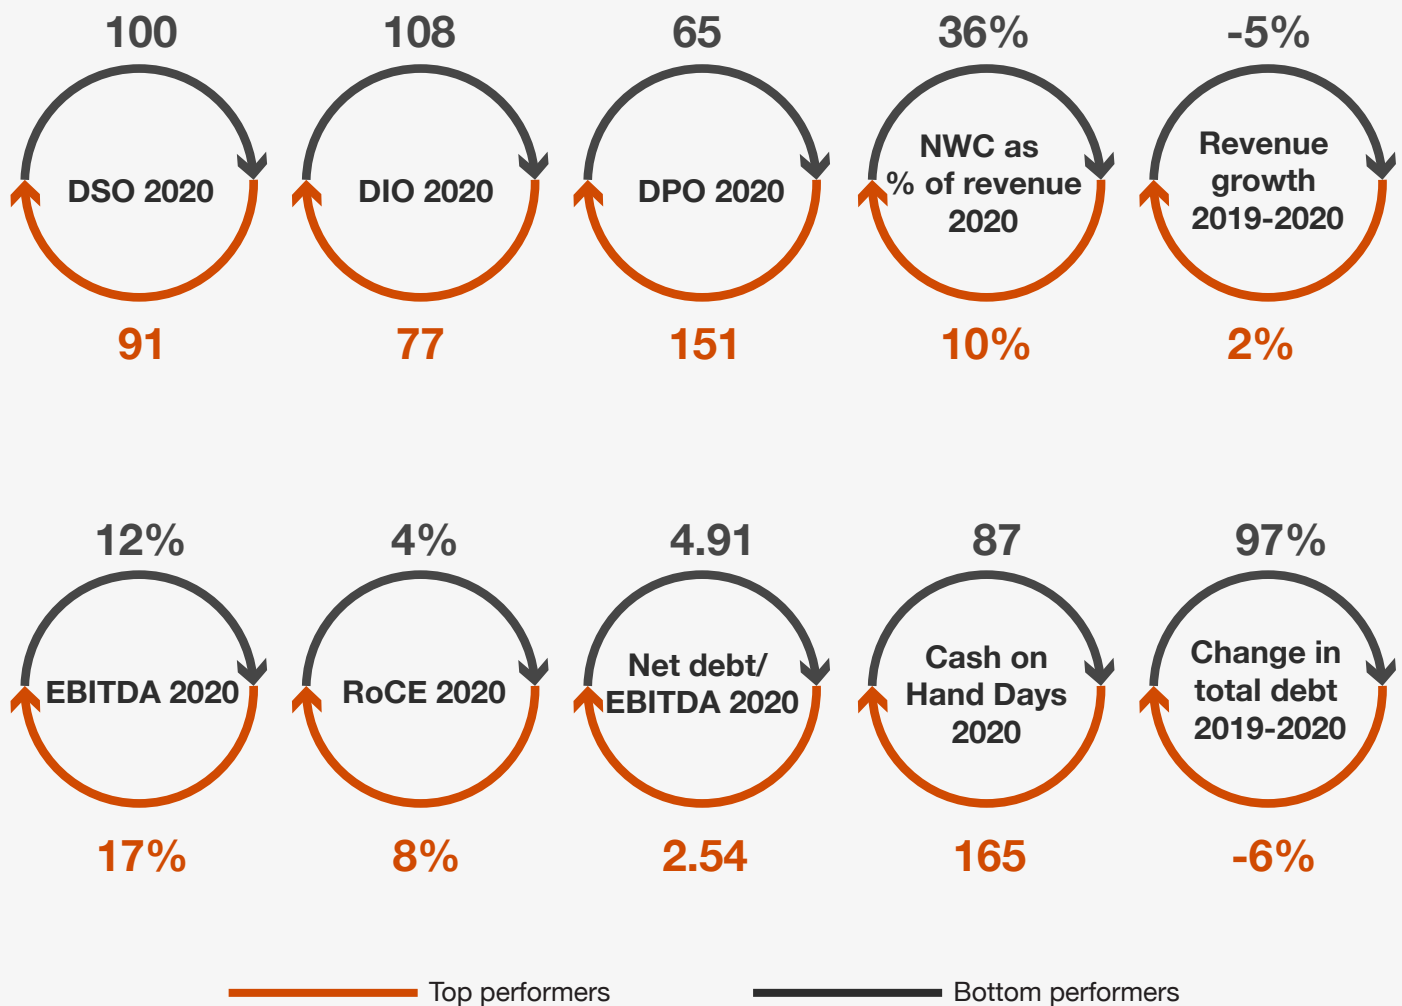 100
108
65
36%
-5%
DSO 2020
DIO 2020
DPO 2020
NWC as
% of revenue
2020
Revenue
growth
2019-2020
91
77
151
10%
2%
12%
4%
4.91
87
97%
EBITDA 2020
RoCE 2020
Net debt/
EBITDA 2020
Cash on
Hand Days
2020
Change in
total debt
2019-2020
17%
8%
2.54
165
-6%
Top performers
Bottom performers